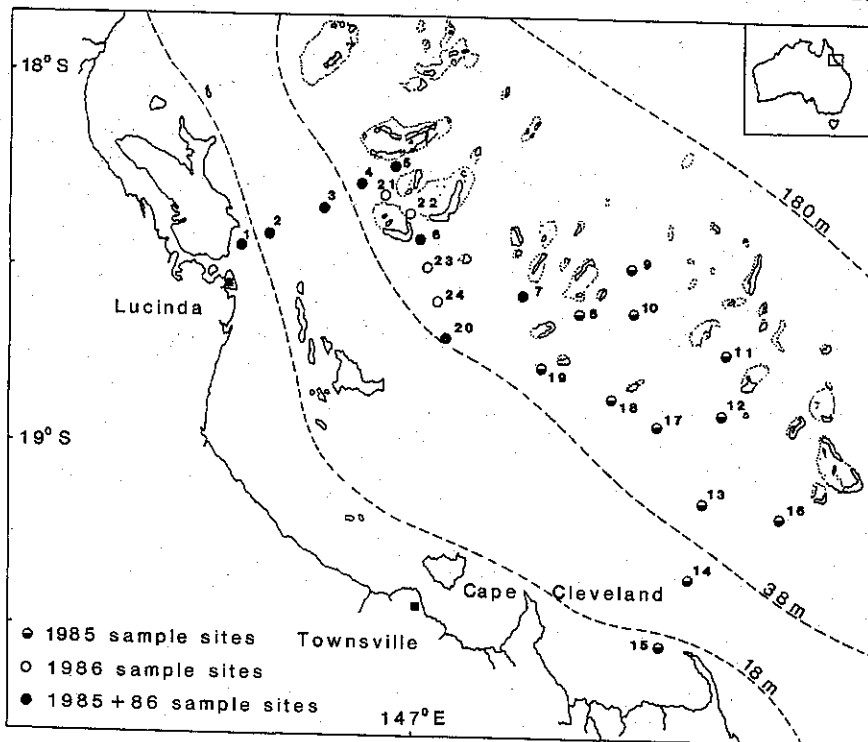 18° S
180 m
5
4
21
22
3
2
1
6
23
9
Lucinda
24
7
8
10
20
11
19
18
12
19° S
17
13
16
14
Cape Cleveland
38 m
15
18 m
1985 sample sites
Townsville
1986 sample sites
1985 + 86 sample sites
147° E